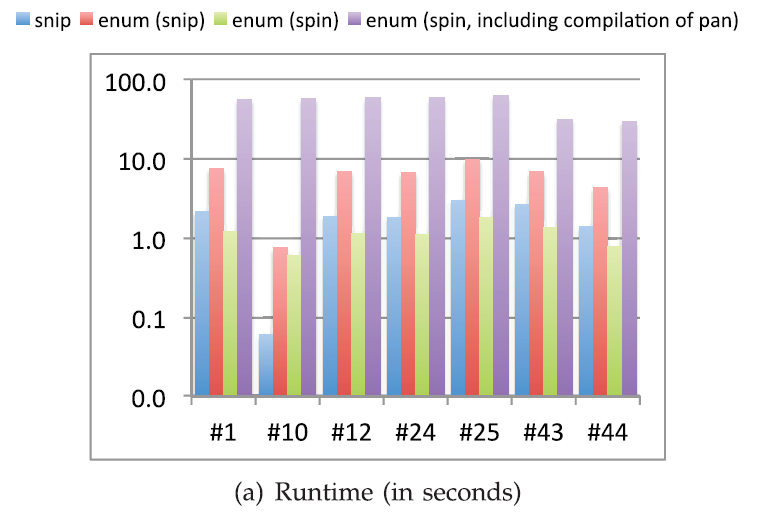 snip enum (snip) enum (spin) enum (spin, including compilation of pan)
100.0
10.0
1.0
0.1
0.0
#1 #10 #12 #24 #25 #43 #44
(a) Runtime (in seconds)